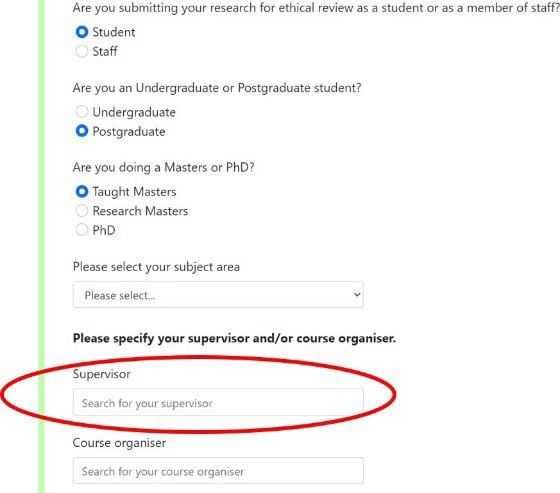 Are you submitting your research for ethical review as a student or as a member of staff?
Student
Staff
Are you an Undergraduate or Postgraduate student?
Undergraduate
Postgraduate
Are you doing a Masters or PhD?
Taught Masters
Research Masters
PhD
Please select your subject area
Please select...
Please specify your supervisor and/or course organiser.
Supervisor
Search for your supervisor
Course organiser
Search for your course organiser